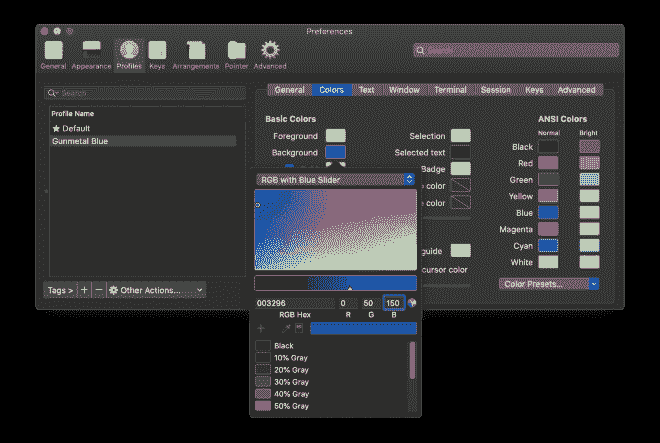 Preferences
General Appearance Profiles Keys Arrangements Pointer Advanced
Search
Search
Profile Name
★ Default
Gunmetal Blue
Tags > + − Other Actions...
General Colors Text Window Terminal Session Keys Advanced
Basic Colors
Foreground
Background
Selection
Selected text
Badge
color
color
guide
cursor color
ANSI Colors
Normal Bright
Black
Red
Green
Yellow
Blue
Magenta
Cyan
White
Color Presets...
RGB with Blue Slider
003296 0 50 150
RGB Hex R G B
Black
10% Gray
20% Gray
30% Gray
40% Gray
50% Gray